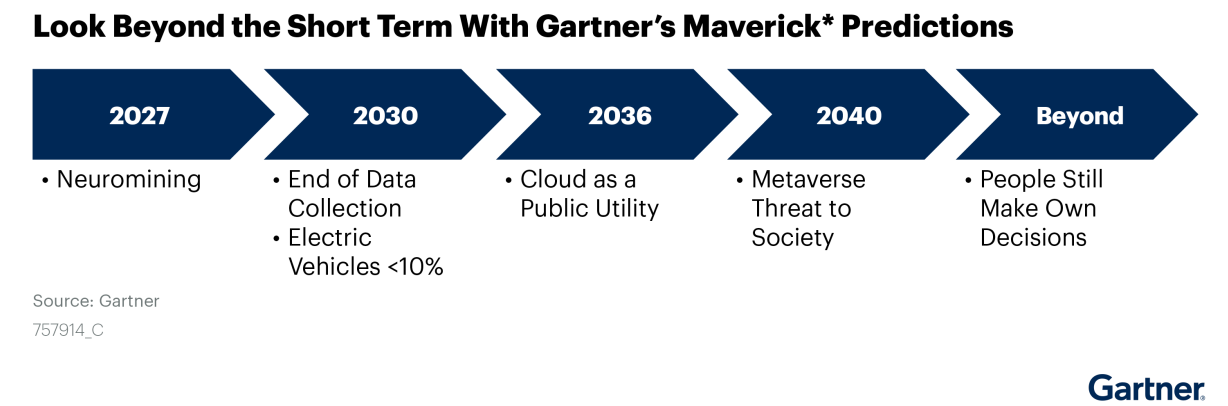 Look Beyond the Short Term With Gartner's Maverick* Predictions
2027
2030
2036
2040
Beyond
• Neuromining
• End of Data
Collection
• Electric
Vehicles <10%
• Cloud as a
Public Utility
• Metaverse
Threat to
Society
• People Still
Make Own
Decisions
Source: Gartner
757914_C
Gartner®